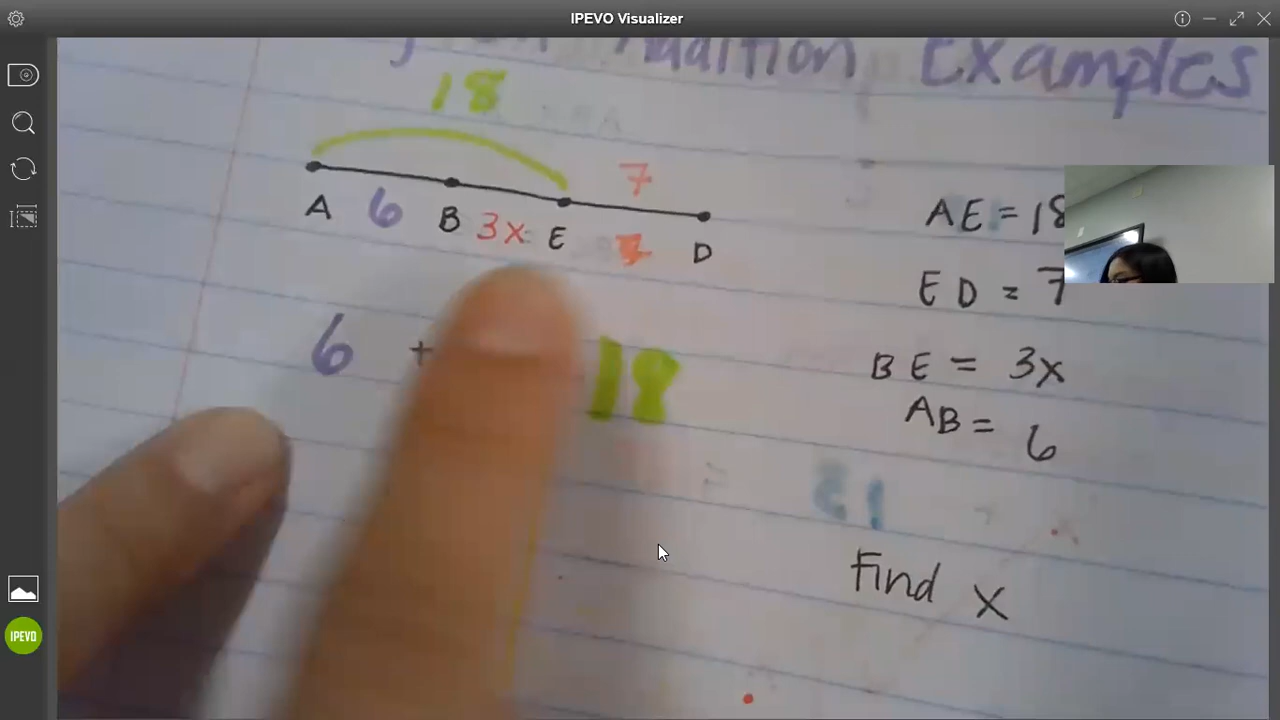 IPEVO Visualizer
Addition Examples
18
7
A 6 B 3x E D
AE = 18
ED = 7
6 + 18
BE = 3x
AB = 6
Find x
IPEVO